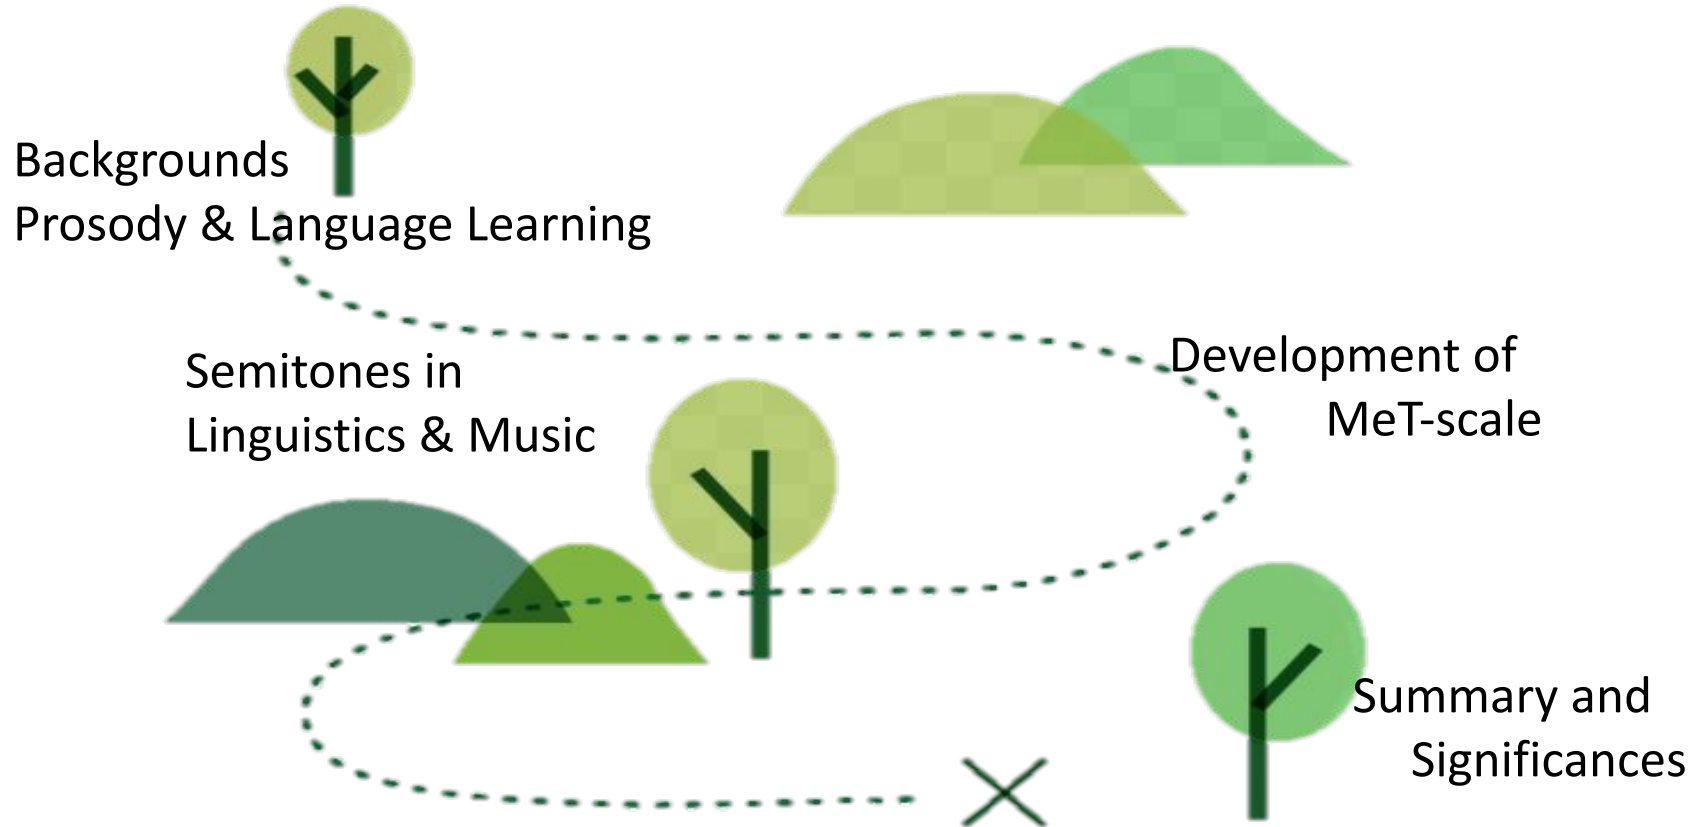 Backgrounds
Prosody & Language Learning
Semitones in
Linguistics & Music
Development of
MeT-scale
Summary and
Significances